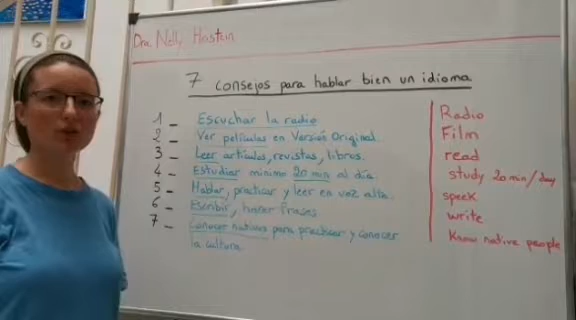 Dra. Nelly Hastein
7 consejos para hablar bien un idioma
1 - Escuchar la radio
2 - Ver películas en Versión Original.
3 - Leer artículos, revistas, libros.
4 - Estudiar mínimo 20 min al día.
5 - Hablar, practicar y leer en voz alta.
6 - Escribir, hacer frases
7 - Conocer nativos para practicar y conocer
la cultura.
Radio
Film
read
study 20 min / day
speek
write
Know native people